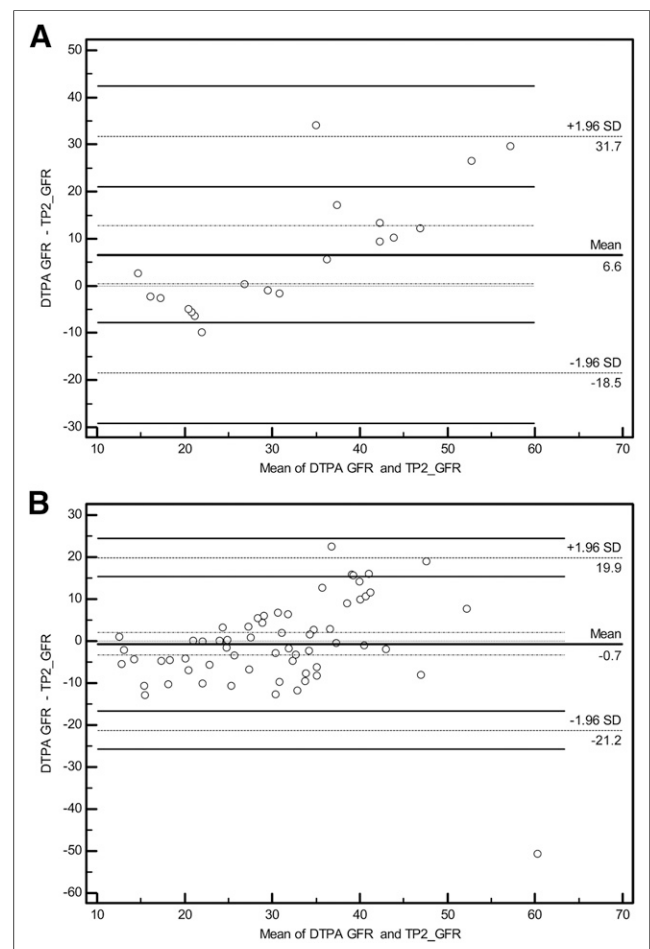 A
50
40
30
20
10
0
-10
-20
-30
DTPA GFR - TP2_GFR
+1.96 SD
31.7
Mean
6.6
-1.96 SD
-18.5
10 20 30 40 50 60 70
Mean of DTPA GFR and TP2_GFR
B
30
20
10
0
-10
-20
-30
-40
-50
-60
DTPA GFR - TP2_GFR
+1.96 SD
19.9
Mean
-0.7
-1.96 SD
-21.2
10 20 30 40 50 60 70
Mean of DTPA GFR and TP2_GFR